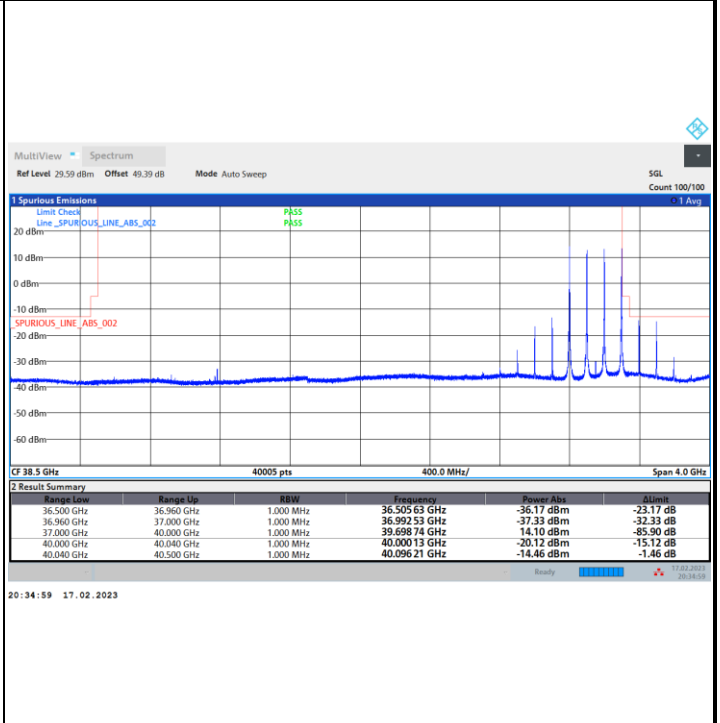 MultiView Spectrum
Ref Level 29.59 dBm Offset 49.39 dB Mode Auto Sweep SGL
Count 100/100
1 Spurious Emissions 1 Avg
Limit Check PASS
Line _SPURIOUS_LINE_ABS_002 PASS
20 dBm
10 dBm
0 dBm
-10 dBm
_SPURIOUS_LINE_ABS_002
-20 dBm
-30 dBm
-40 dBm
-50 dBm
-60 dBm
CF 38.5 GHz 40005 pts 400.0 MHz/ Span 4.0 GHz
2 Result Summary
Range Low Range Up RBW Frequency Power Abs ΔLimit
36.500 GHz 36.960 GHz 1.000 MHz 36.505 63 GHz -36.17 dBm -23.17 dB
36.960 GHz 37.000 GHz 1.000 MHz 36.992 53 GHz -37.33 dBm -32.33 dB
37.000 GHz 40.000 GHz 1.000 MHz 39.698 74 GHz 14.10 dBm -85.90 dB
40.000 GHz 40.040 GHz 1.000 MHz 40.000 13 GHz -20.12 dBm -15.12 dB
40.040 GHz 40.500 GHz 1.000 MHz 40.096 21 GHz -14.46 dBm -1.46 dB
Ready 17.02.2023
20:34:59
20:34:59 17.02.2023